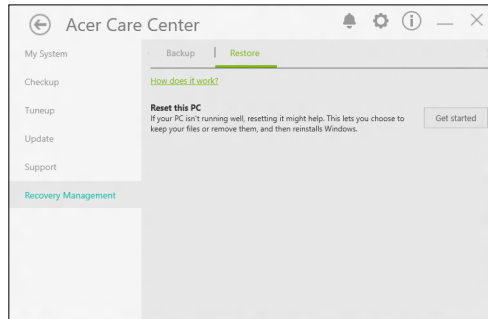 Acer Care Center
My System
Checkup
Tuneup
Update
Support
Recovery Management
Backup
Restore
How does it work?
Reset this PC
If your PC isn't running well, resetting it might help. This lets you choose to
keep your files or remove them, and then reinstalls Windows.
Get started